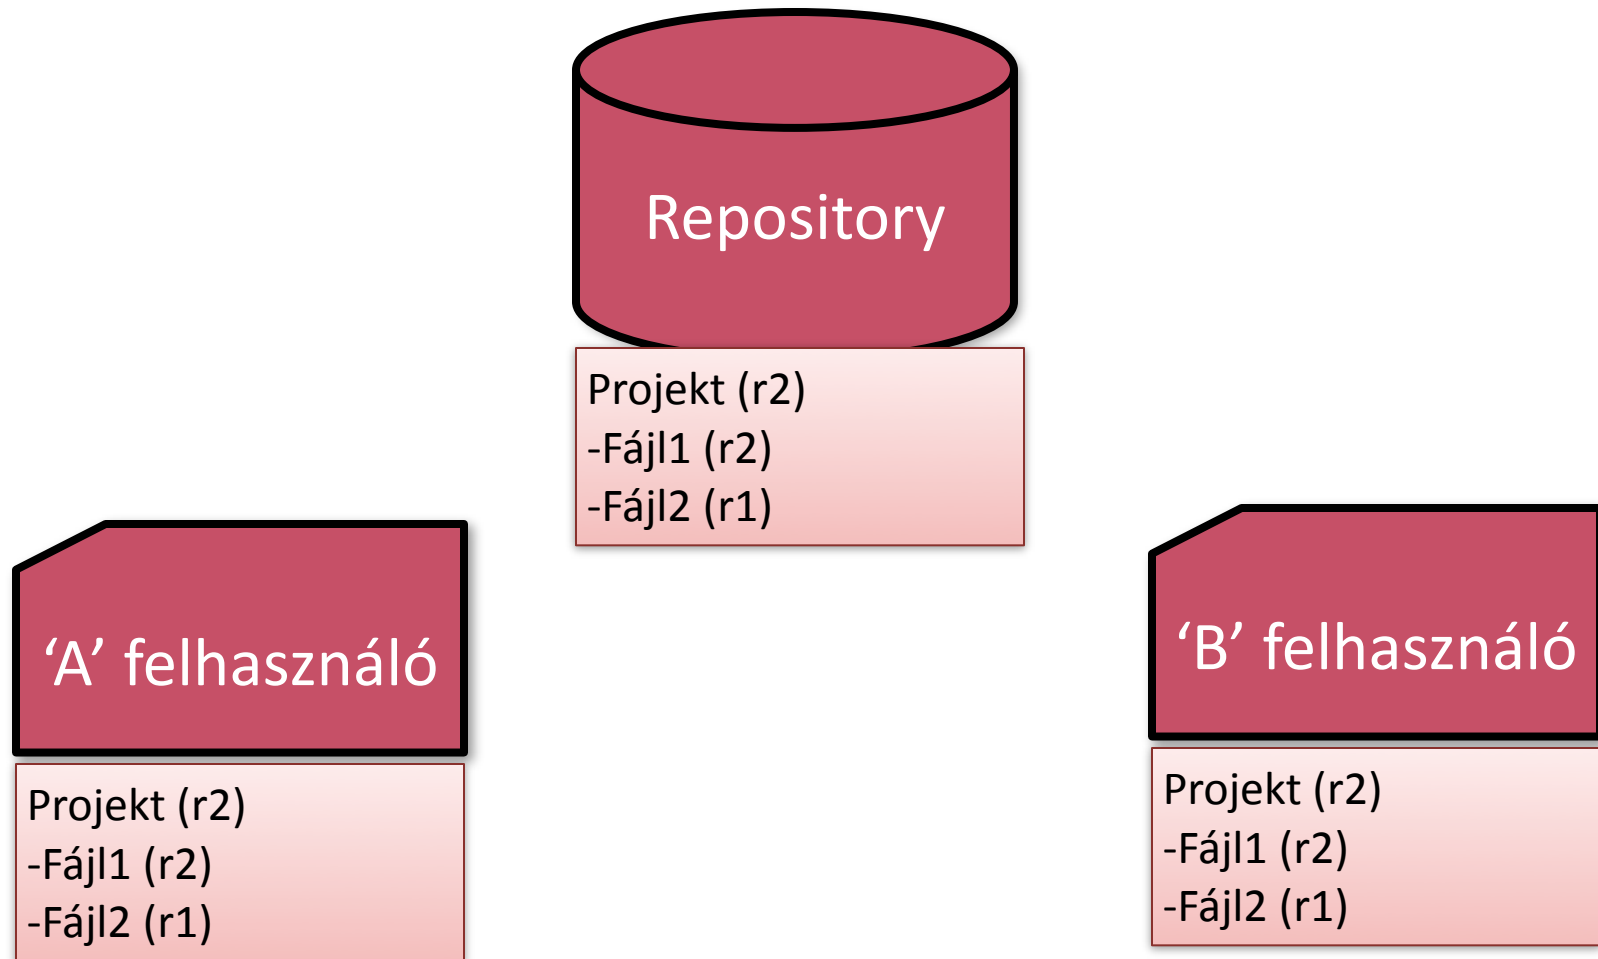 Repository
Projekt (r2)
-Fájl1 (r2)
-Fájl2 (r1)
‘A’ felhasználó
Projekt (r2)
-Fájl1 (r2)
-Fájl2 (r1)
‘B’ felhasználó
Projekt (r2)
-Fájl1 (r2)
-Fájl2 (r1)